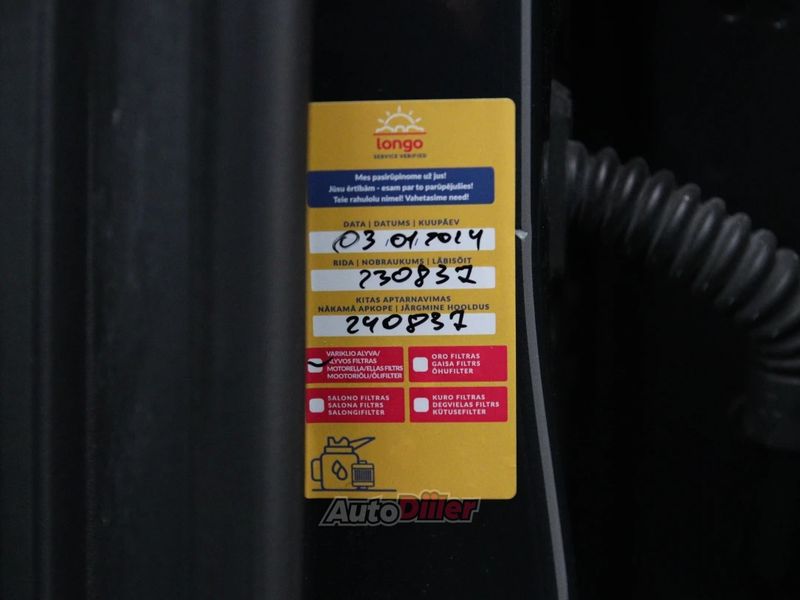 longo
SERVICE VERIFIED
Mes pasirūpinome už jus!
Jūsu ērtībām - esam par to parūpējušies!
Teie rahulolu nimel! Vahetasime need!
DATA | DATUMS | KUUPÄEV
03.01.2024
RIDA | NOBRAUKUMS | LÄBISÕIT
230837
KITAS APTARNAVIMAS
NĀKAMĀ APKOPE | JÄRGMINE HOOLDUS
240837
VARIKLIO ALYVA/
ALYVOS FILTRAS
MOTORELLA/EĻĻAS FILTRS
MOOTORIÕLI/ÕLIFILTER
ORO FILTRAS
GAISA FILTRS
ÕHUFILTER
SALONO FILTRAS
SALONA FILTRS
SALONGIFILTER
KURO FILTRAS
DEGVIELAS FILTRS
KÜTUSEFILTER
AutoDiler